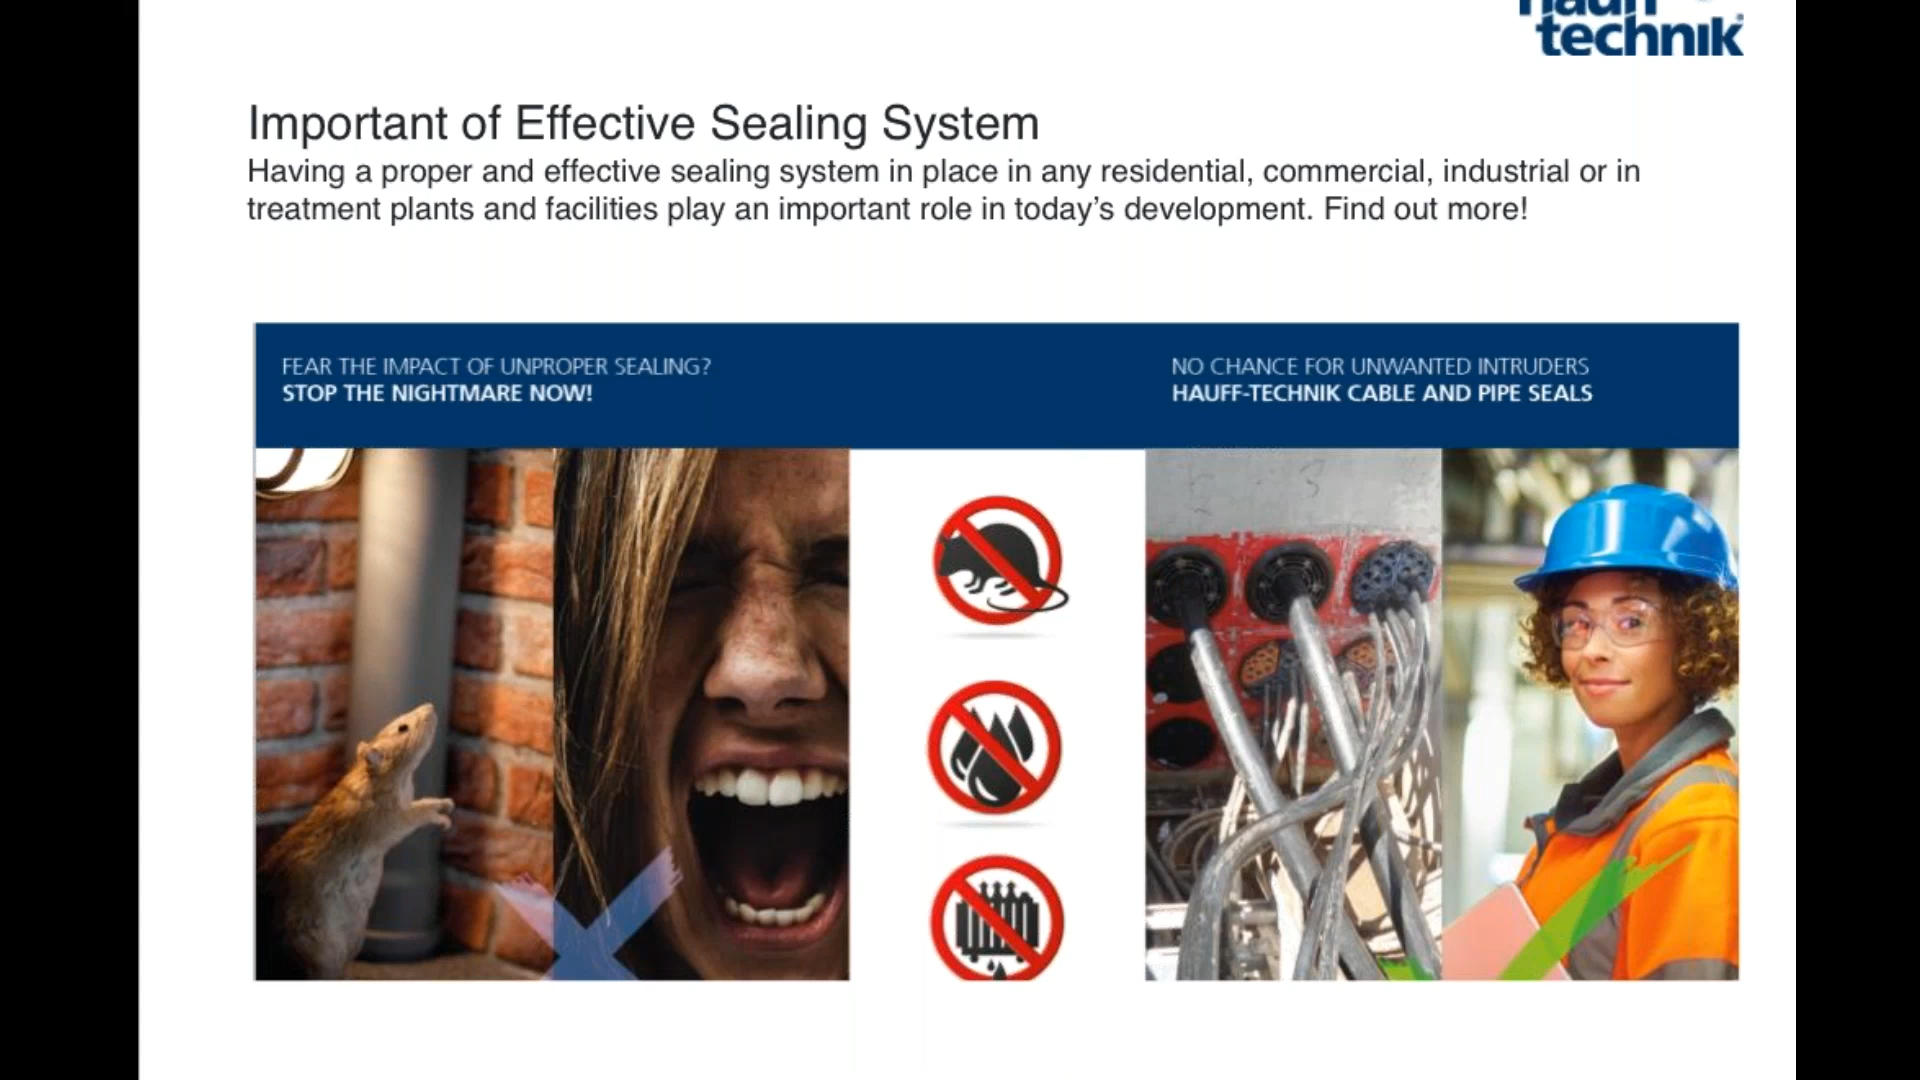 hauff
technik
Important of Effective Sealing System
Having a proper and effective sealing system in place in any residential, commercial, industrial or in
treatment plants and facilities play an important role in today’s development. Find out more!
FEAR THE IMPACT OF UNPROPER SEALING?
STOP THE NIGHTMARE NOW!
NO CHANCE FOR UNWANTED INTRUDERS
HAUFF-TECHNIK CABLE AND PIPE SEALS